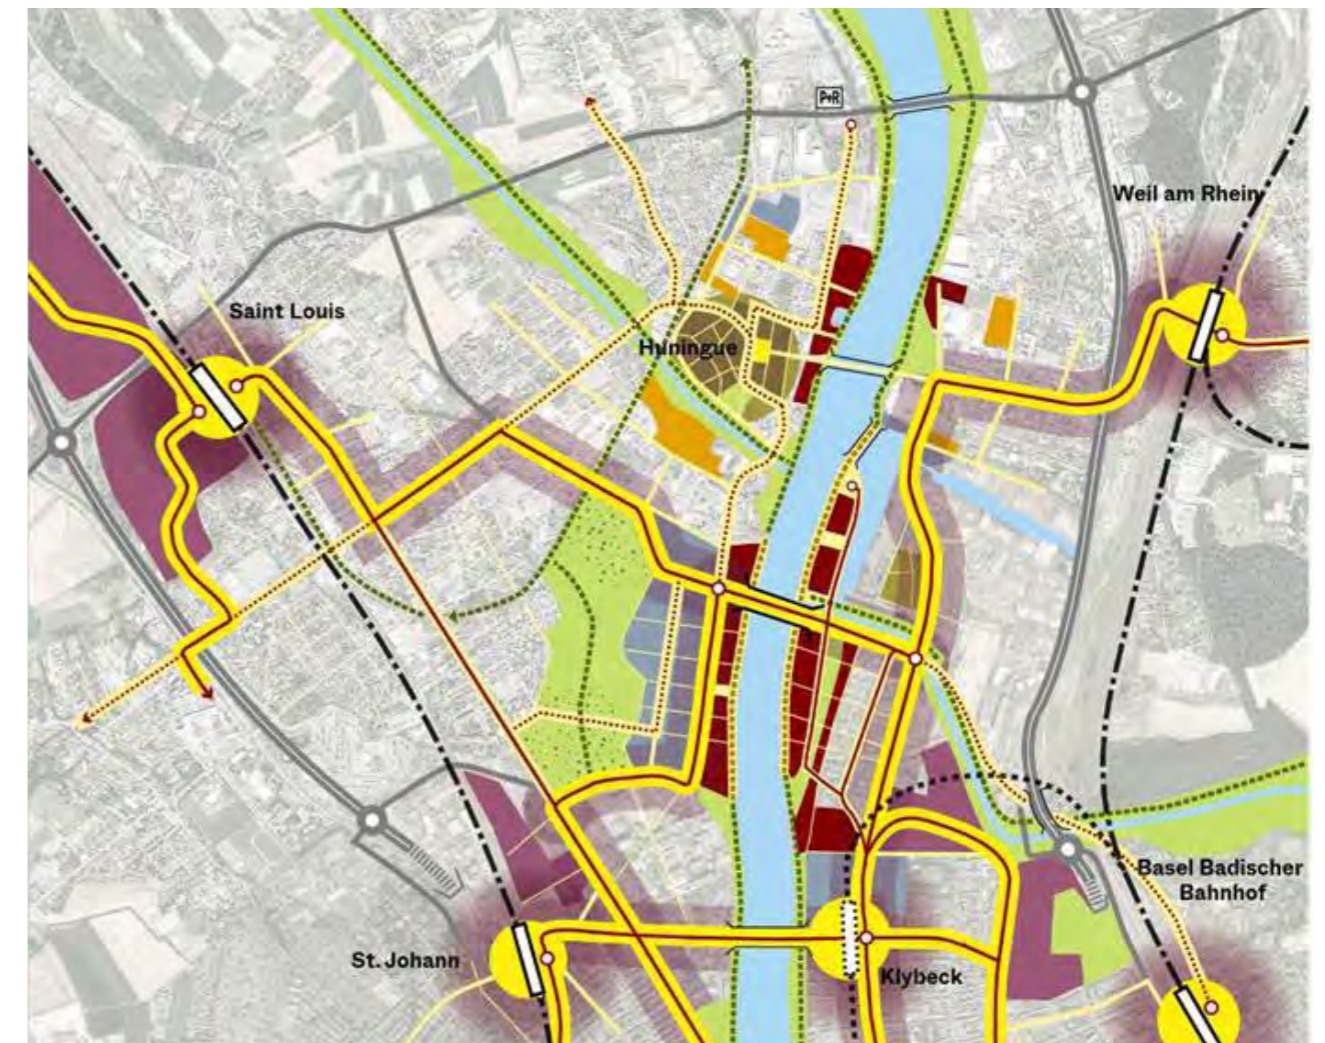 P+R
Weil am Rhein
Saint Louis
Huningue
Basel Badischer
Bahnhof
St. Johann
Klybeck